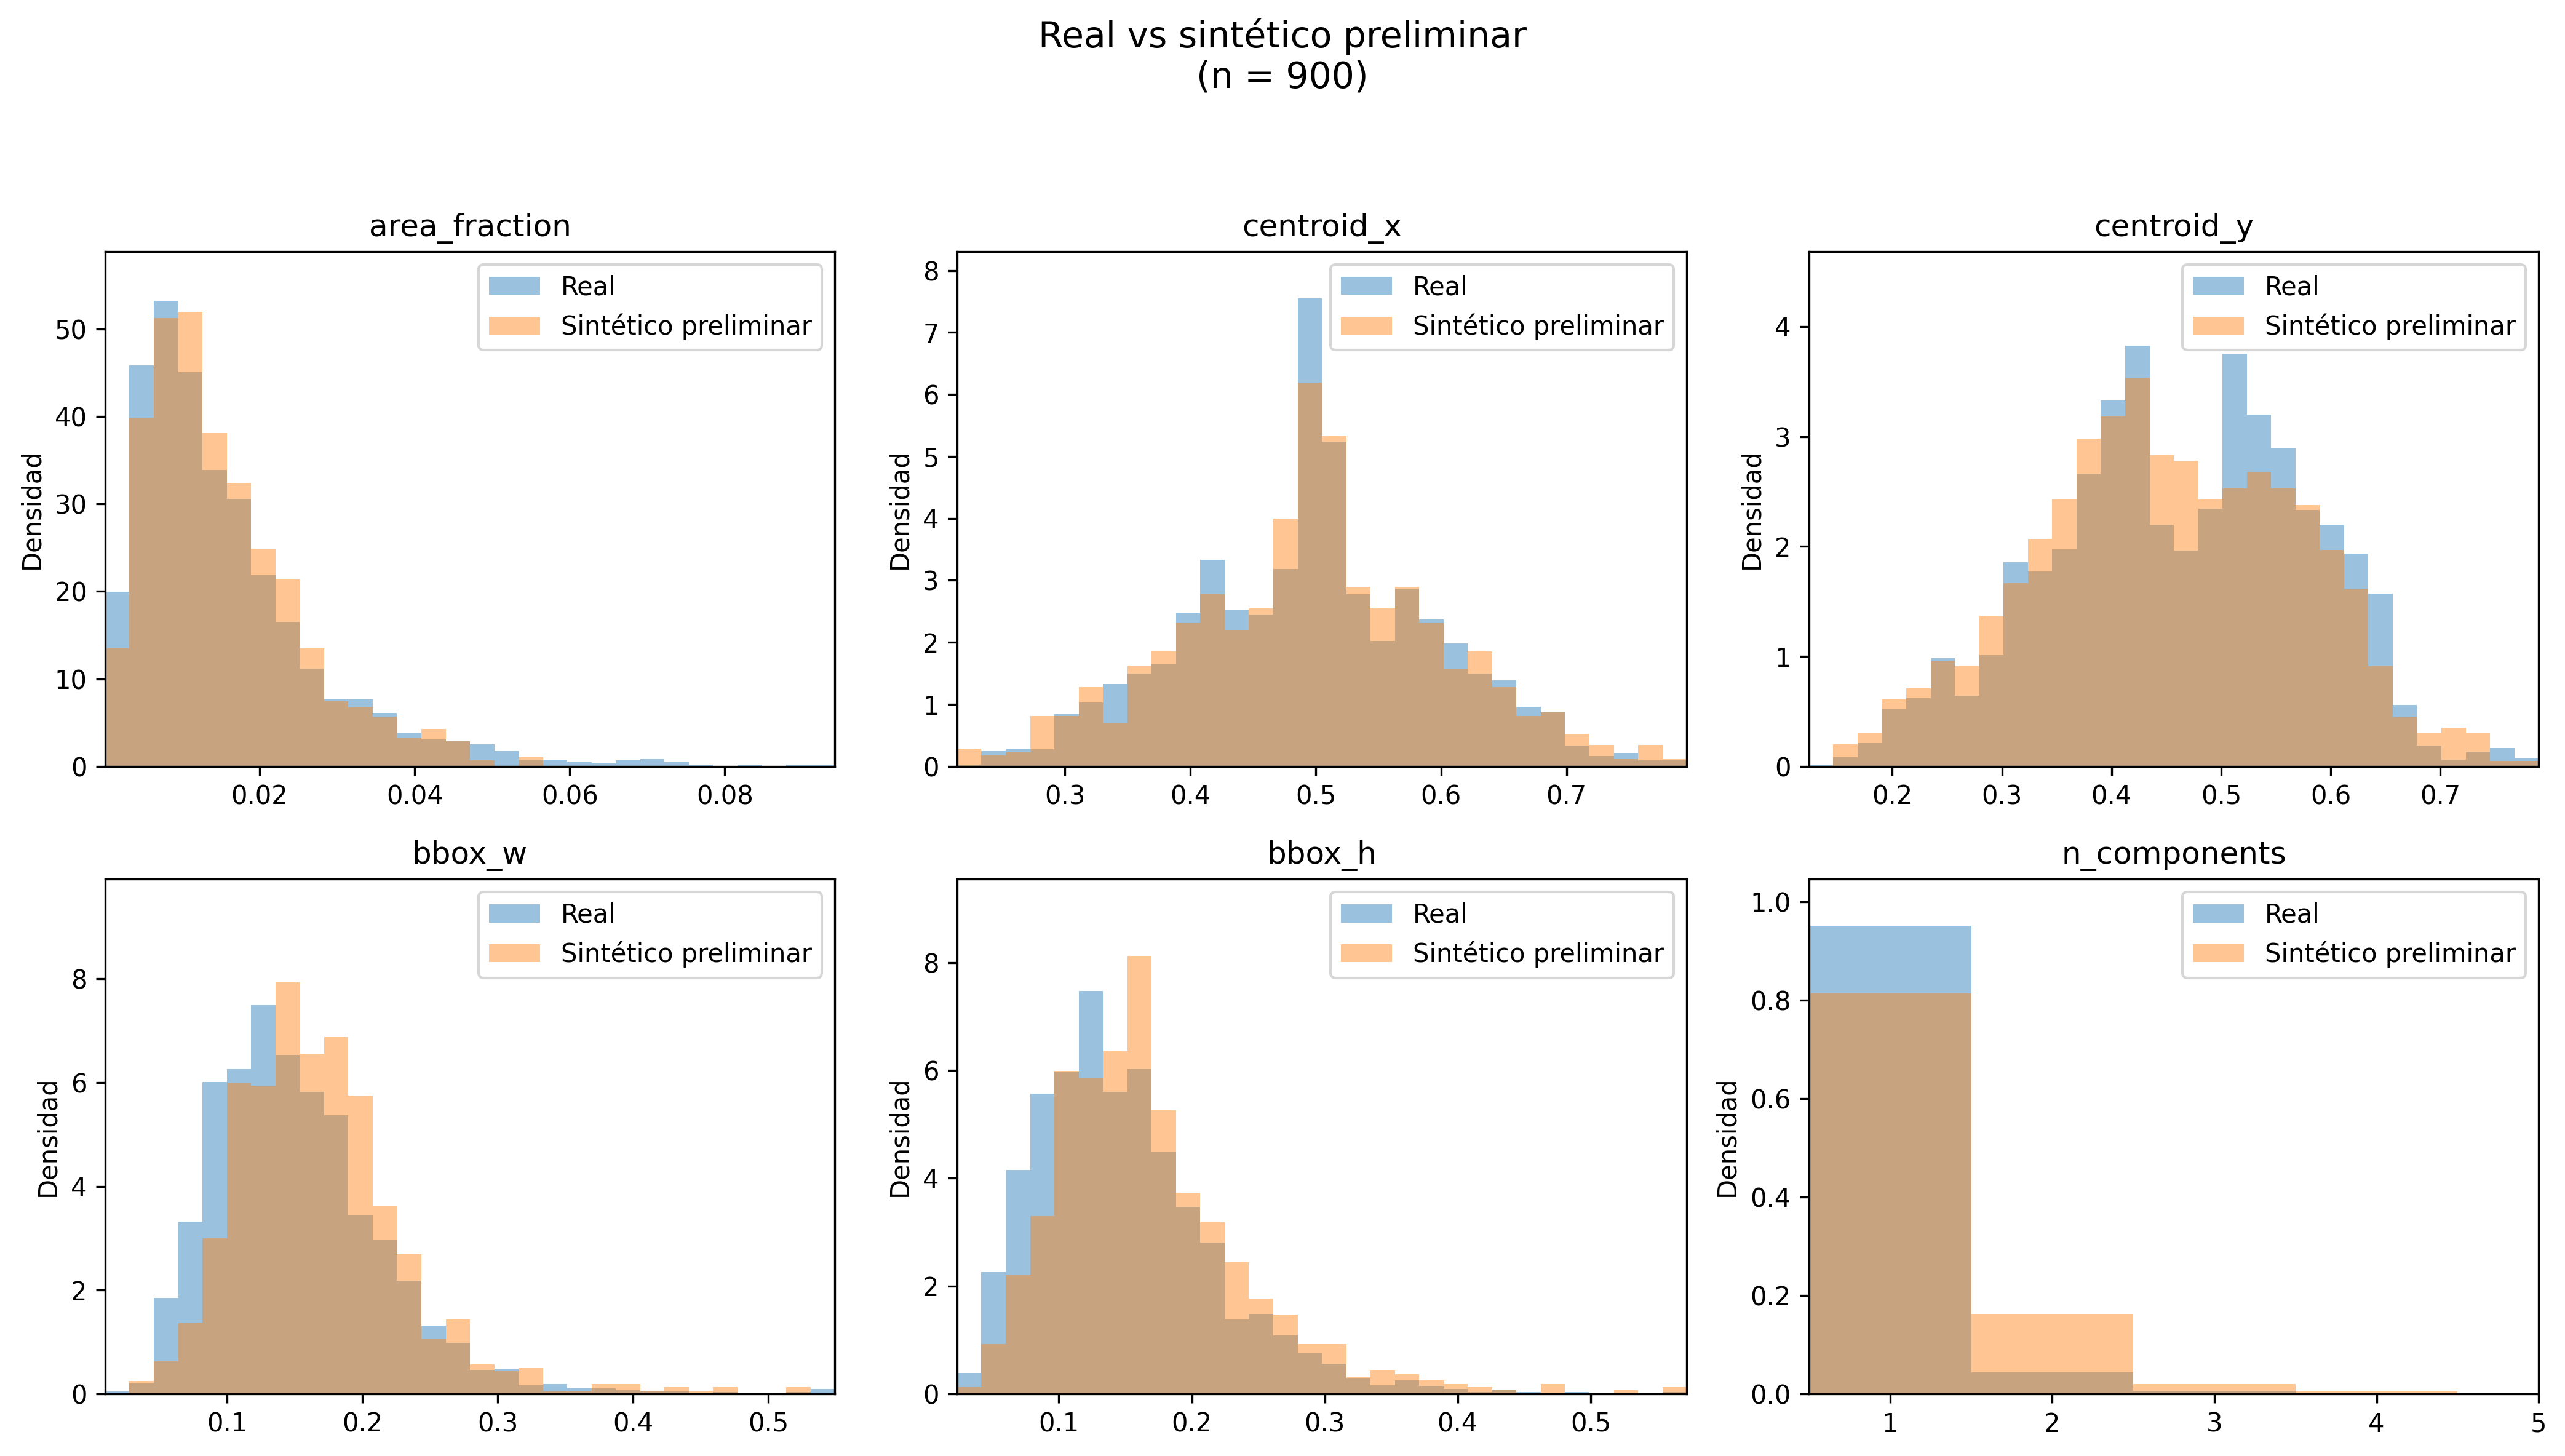 Real vs sintético preliminar
(n = 900)
area_fraction
Densidad
50
40
30
20
10
0
0.02 0.04 0.06 0.08
Real
Sintético preliminar
centroid_x
Densidad
8
7
6
5
4
3
2
1
0
0.3 0.4 0.5 0.6 0.7
Real
Sintético preliminar
centroid_y
Densidad
4
3
2
1
0
0.2 0.3 0.4 0.5 0.6 0.7
Real
Sintético preliminar
bbox_w
Densidad
8
6
4
2
0
0.1 0.2 0.3 0.4 0.5
Real
Sintético preliminar
bbox_h
Densidad
8
6
4
2
0
0.1 0.2 0.3 0.4 0.5
Real
Sintético preliminar
n_components
Densidad
1.0
0.8
0.6
0.4
0.2
0.0
1 2 3 4 5
Real
Sintético preliminar